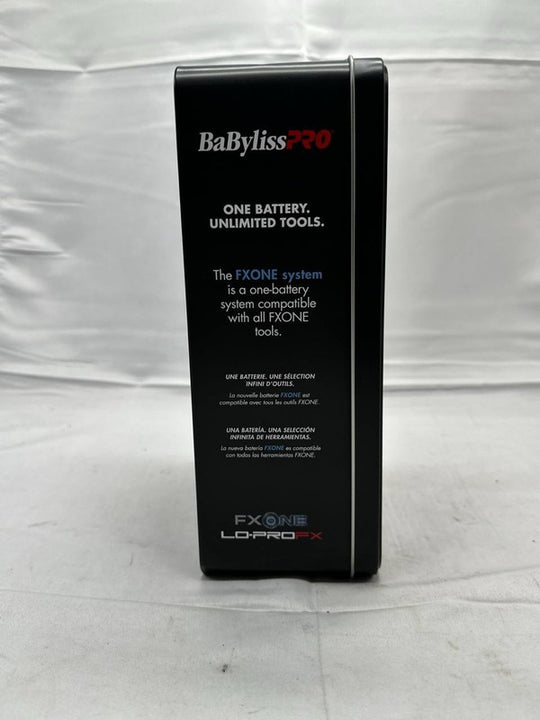 BaBylissPRO
ONE BATTERY.
UNLIMITED TOOLS.
The FXONE system
is a one-battery
system compatible
with all FXONE
tools.
UNE BATTERIE. UNE SÉLECTION
INFINI D'OUTILS.
La nouvelle batterie FXONE est
compatible avec tous les outils FXONE.
UNA BATERÍA. UNA SELECCIÓN
INFINITA DE HERRAMIENTAS.
La nueva batería FXONE es compatible
con todas las herramientas FXONE.
FXONE
LO-PROFX